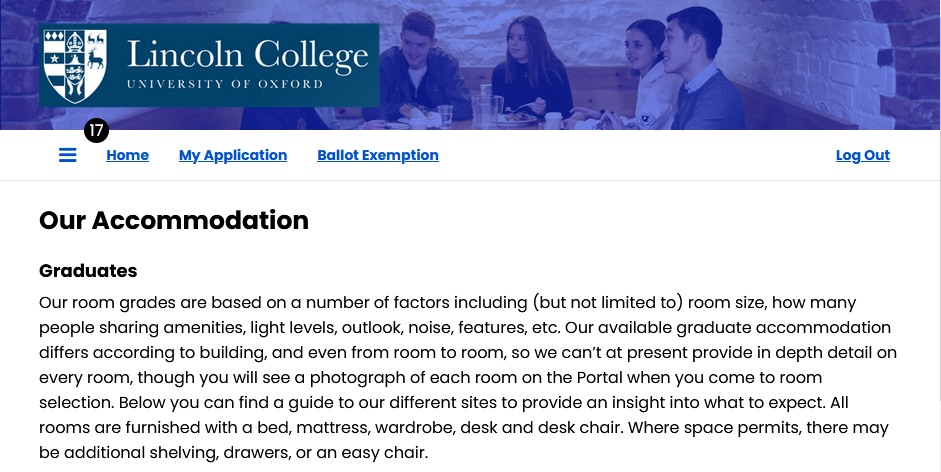 Lincoln College
UNIVERSITY OF OXFORD
17
Home My Application Ballot Exemption Log Out
Our Accommodation
Graduates
Our room grades are based on a number of factors including (but not limited to) room size, how many
people sharing amenities, light levels, outlook, noise, features, etc. Our available graduate accommodation
differs according to building, and even from room to room, so we can’t at present provide in depth detail on
every room, though you will see a photograph of each room on the Portal when you come to room
selection. Below you can find a guide to our different sites to provide an insight into what to expect. All
rooms are furnished with a bed, mattress, wardrobe, desk and desk chair. Where space permits, there may
be additional shelving, drawers, or an easy chair.